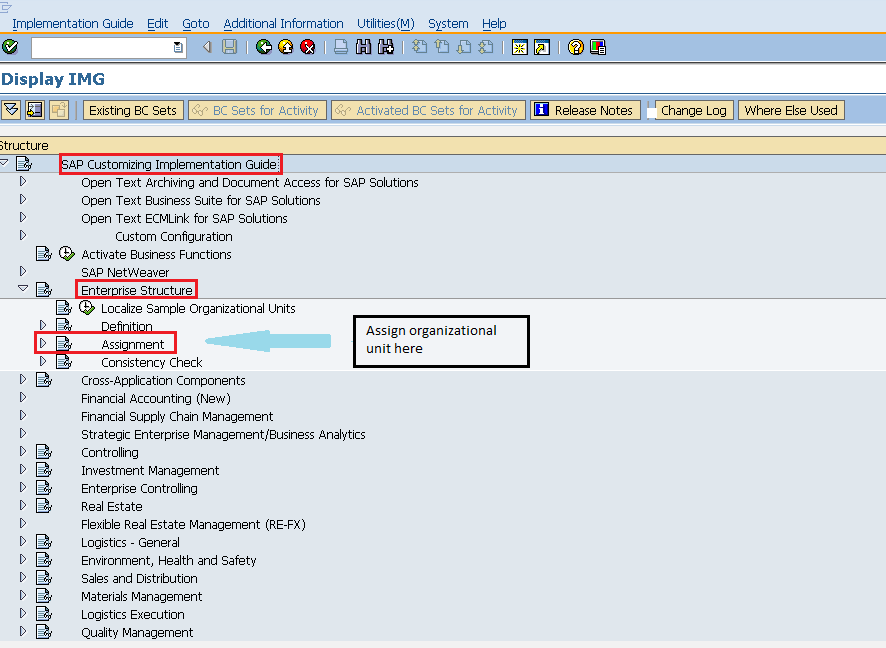 Implementation Guide Edit Goto Additional Information Utilities(M) System Help
Display IMG
Existing BC Sets BC Sets for Activity Activated BC Sets for Activity Release Notes Change Log Where Else Used
Structure
SAP Customizing Implementation Guide
Open Text Archiving and Document Access for SAP Solutions
Open Text Business Suite for SAP Solutions
Open Text ECMLink for SAP Solutions
Custom Configuration
Activate Business Functions
SAP NetWeaver
Enterprise Structure
Localize Sample Organizational Units
Definition
Assignment
Assign organizational
unit here
Consistency Check
Cross-Application Components
Financial Accounting (New)
Financial Supply Chain Management
Strategic Enterprise Management/Business Analytics
Controlling
Investment Management
Enterprise Controlling
Real Estate
Flexible Real Estate Management (RE-FX)
Logistics - General
Environment, Health and Safety
Sales and Distribution
Materials Management
Logistics Execution
Quality Management